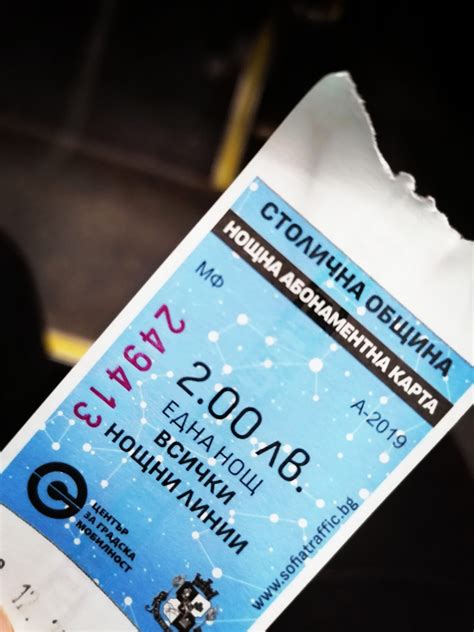 СТОЛИЧНА ОБЩИНА
НОЩНА АБОНАМЕНТНА КАРТА
МФ
А-2019
249413
2.00 лв.
ЕДНА НОЩ
ВСИЧКИ
НОЩНИ ЛИНИИ
ЦЕНТЪР
ЗА ГРАДСКА
МОБИЛНОСТ
www.sofiatraffic.bg